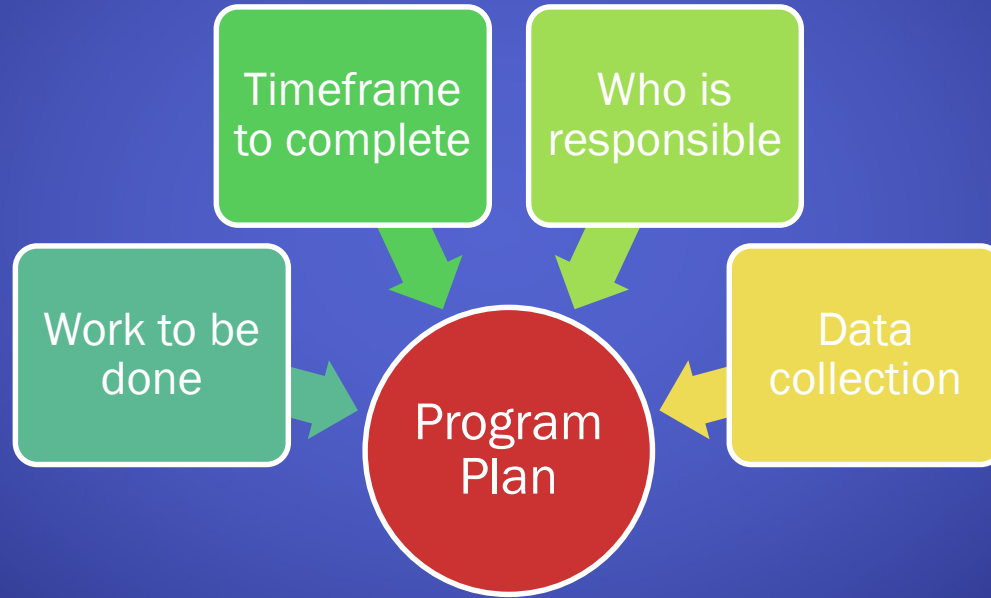 Timeframe
to complete
Who is
responsible
Work to be
done
Data
collection
Program
Plan